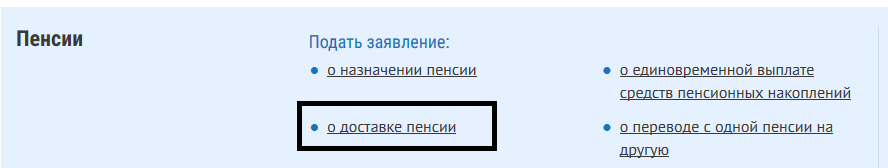 Пенсии
Подать заявление:
о назначении пенсии
о доставке пенсии
о единовременной выплате
средств пенсионных накоплений
о переводе с одной пенсии на
другую